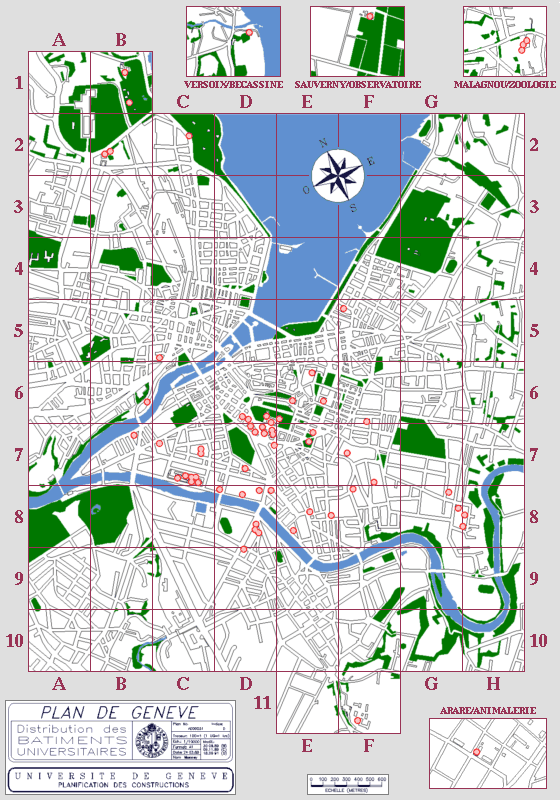 VERSOIX/BECASSINE
SAUVERNY/OBSERVATOIRE
MALAGNOU/ZOOLOGIE
A B
1
C D E F G
2 2
N
E
O
S
3 3
4 4
5 5
6 6
7 7
8 8
9 9
10 10
A B C D G H
11
E F
ARARE/ANIMALERIE
PLAN DE GENEVE
Distribution des
BATIMENTS
UNIVERSITAIRES
UNIVERSITE DE GENEVE
PLANIFICATION DES CONSTRUCTIONS
0 100 200 300 400 500 600
ECHELLE (METRES)